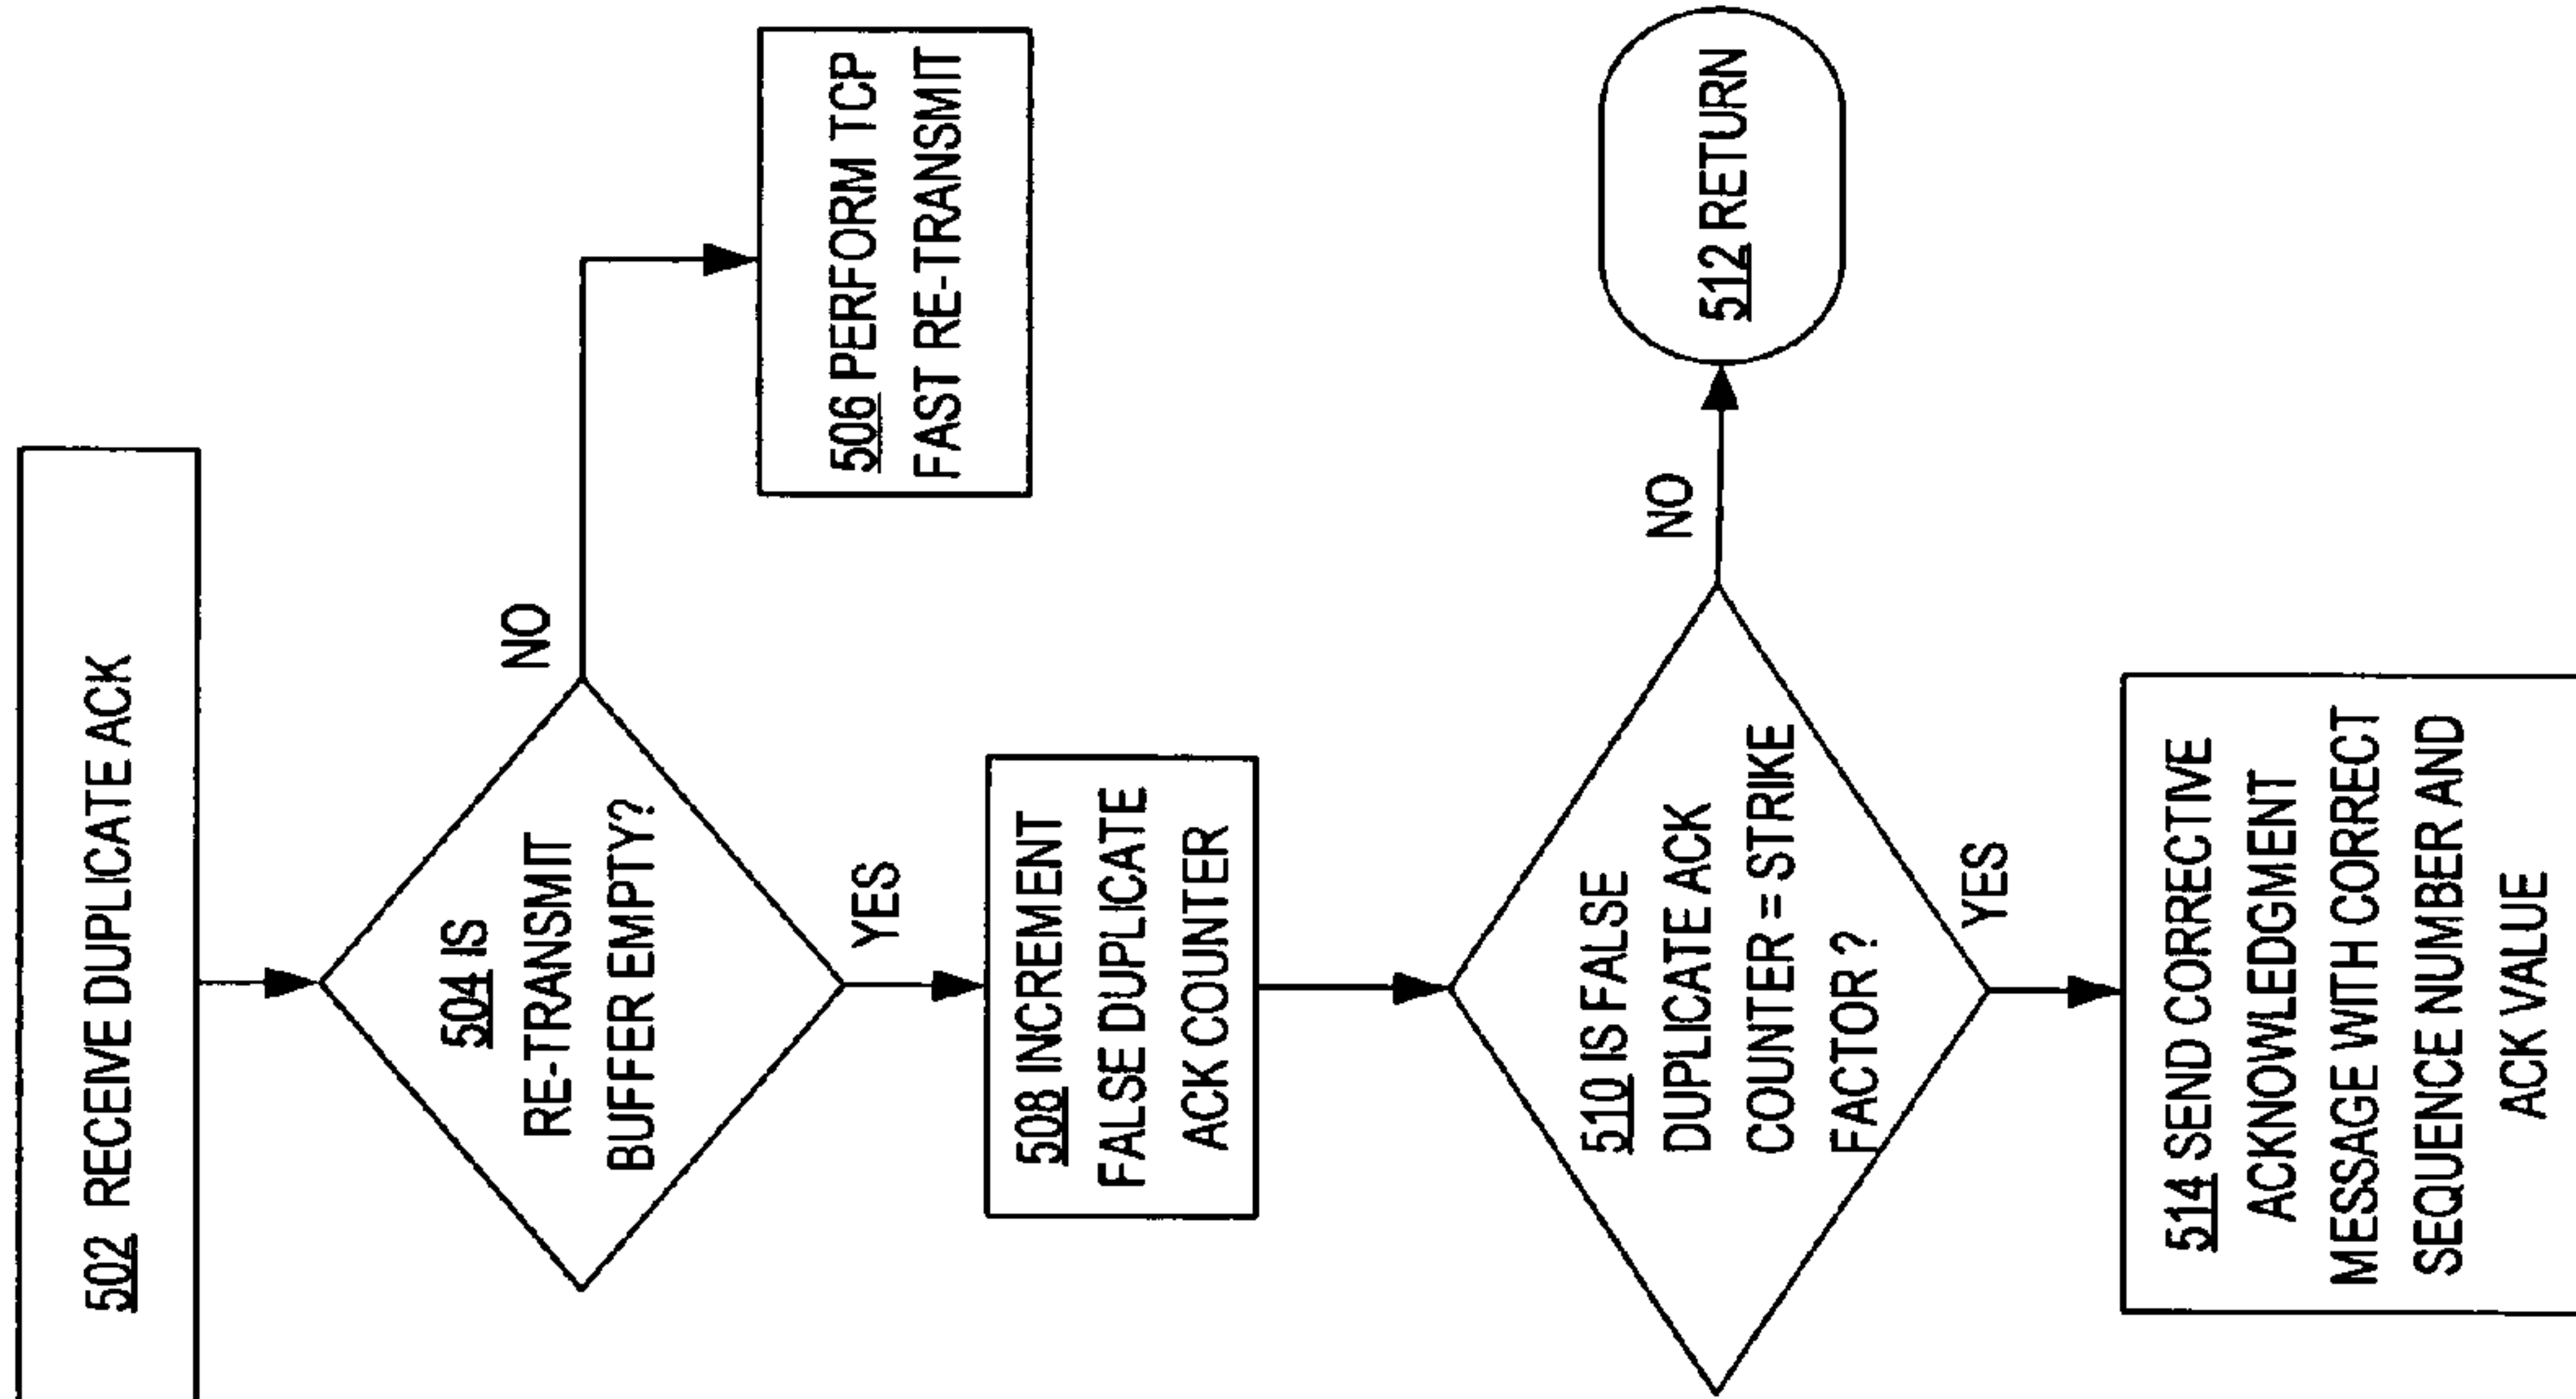 502 RECEIVE DUPLICATE ACK
504 IS
RE-TRANSMIT
BUFFER EMPTY?
NO
506 PERFORM TCP
FAST RE-TRANSMIT
YES
508 INCREMENT
FALSE DUPLICATE
ACK COUNTER
510 IS FALSE
DUPLICATE ACK
COUNTER = STRIKE
FACTOR ?
NO
512 RETURN
YES
514 SEND CORRECTIVE
ACKNOWLEDGMENT
MESSAGE WITH CORRECT
SEQUENCE NUMBER AND
ACK VALUE